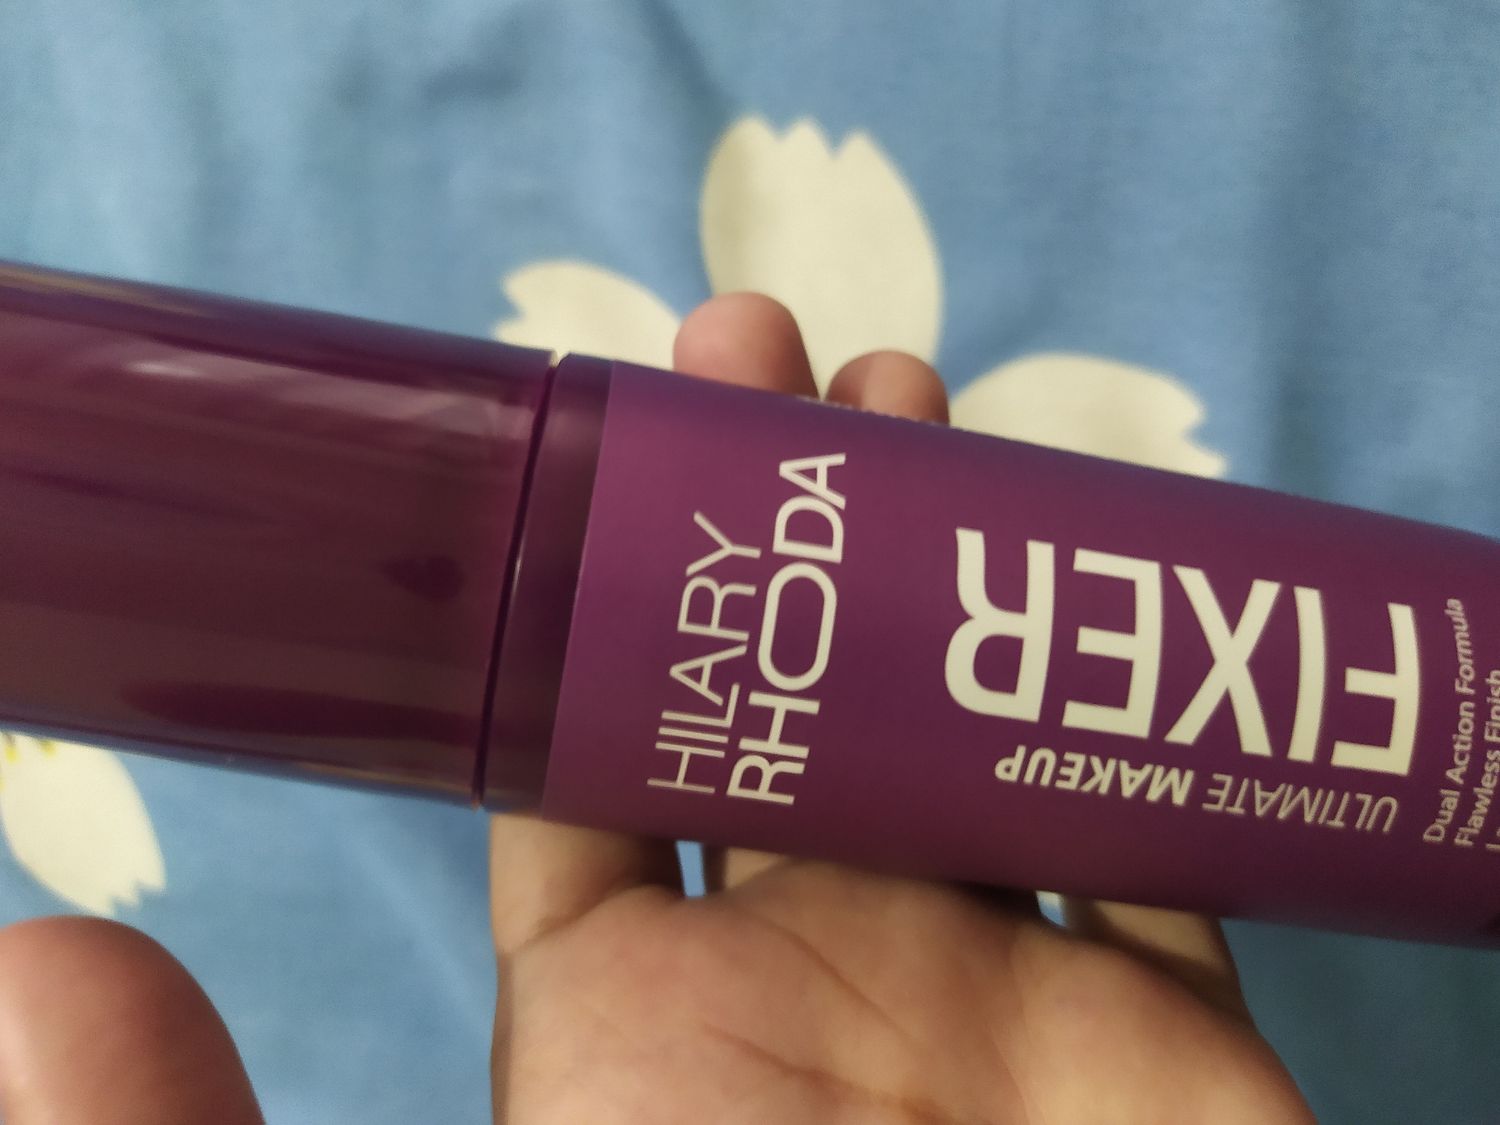 HILARY
RHODA
ULTIMATE MAKEUP
FIXER
Dual Action Formula
Flawless Finish